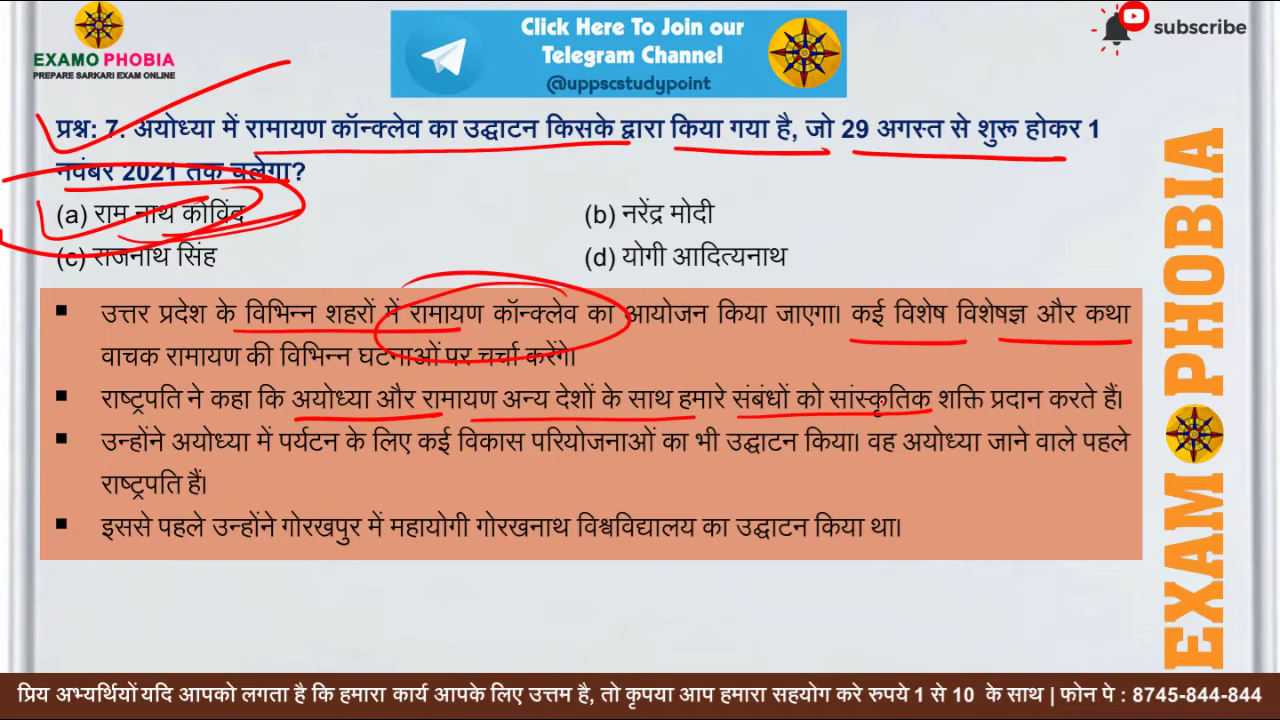 EXAMO PHOBIA
PREPARE SARKARI EXAM ONLINE
Click Here To Join our
Telegram Channel
@uppscstudypoint
subscribe
प्रश्न: 7. अयोध्या में रामायण कॉन्क्लेव का उद्घाटन किसके द्वारा किया गया है, जो 29 अगस्त से शुरू होकर 1
नवंबर 2021 तक चलेगा?
(a) राम नाथ कोविंद
(b) नरेंद्र मोदी
(c) राजनाथ सिंह
(d) योगी आदित्यनाथ
▪ उत्तर प्रदेश के विभिन्न शहरों में रामायण कॉन्क्लेव का आयोजन किया जाएगा। कई विशेष विशेषज्ञ और कथा
वाचक रामायण की विभिन्न घटनाओं पर चर्चा करेंगे।
▪ राष्ट्रपति ने कहा कि अयोध्या और रामायण अन्य देशों के साथ हमारे संबंधों को सांस्कृतिक शक्ति प्रदान करते हैं।
▪ उन्होंने अयोध्या में पर्यटन के लिए कई विकास परियोजनाओं का भी उद्घाटन किया। वह अयोध्या जाने वाले पहले
राष्ट्रपति हैं।
▪ इससे पहले उन्होंने गोरखपुर में महायोगी गोरखनाथ विश्वविद्यालय का उद्घाटन किया था।
EXAM PHOBIA
प्रिय अभ्यर्थियों यदि आपको लगता है कि हमारा कार्य आपके लिए उत्तम है, तो कृपया आप हमारा सहयोग करे रुपये 1 से 10 के साथ | फोन पे : 8745-844-844